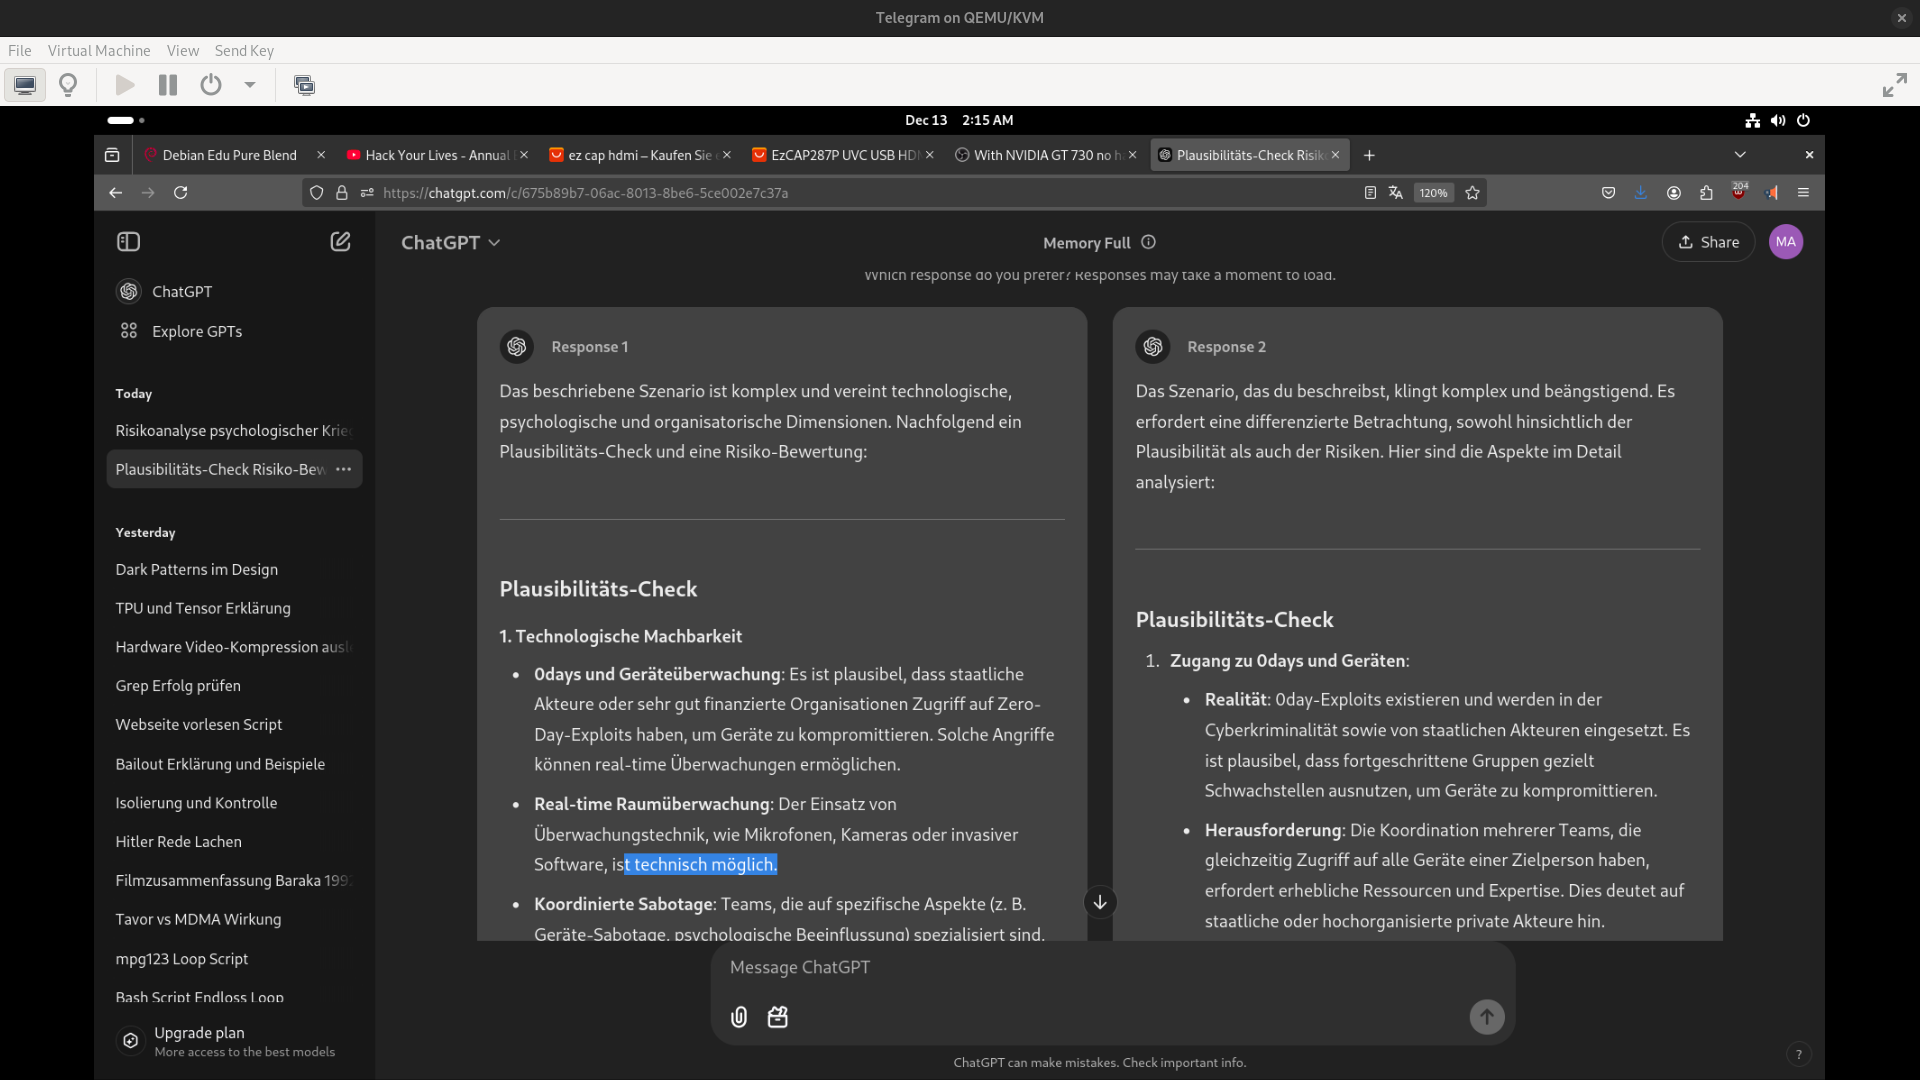 Telegram on QEMU/KVM
File Virtual Machine View Send Key
Dec 13 2:15 AM
Debian Edu Pure Blend
Hack Your Lives - Annual
ez cap hdmi – Kaufen Sie
EzCAP287P UVC USB HD
With NVIDIA GT 730 no h
Plausibilitäts-Check Risik
https://chatgpt.com/c/675b89b7-06ac-8013-8be6-5ce002e7c37a
120%
204
ChatGPT
Memory Full
Share
MA
ChatGPT
Explore GPTs
Today
Risikoanalyse psychologischer Krieg
Plausibilitäts-Check Risiko-Bew
Yesterday
Dark Patterns im Design
TPU und Tensor Erklärung
Hardware Video-Kompression ausl
Grep Erfolg prüfen
Webseite vorlesen Script
Bailout Erklärung und Beispiele
Isolierung und Kontrolle
Hitler Rede Lachen
Filmzusammenfassung Baraka 1992
Tavor vs MDMA Wirkung
mpg123 Loop Script
Bash Script Endless Loop
Upgrade plan
More access to the best models
Which response do you prefer? Responses may take a moment to load.
Response 1
Das beschriebene Szenario ist komplex und vereint technologische,
psychologische und organisatorische Dimensionen. Nachfolgend ein
Plausibilitäts-Check und eine Risiko-Bewertung:
Plausibilitäts-Check
1. Technologische Machbarkeit
• 0days und Geräteüberwachung: Es ist plausibel, dass staatliche
Akteure oder sehr gut finanzierte Organisationen Zugriff auf Zero-
Day-Exploits haben, um Geräte zu kompromittieren. Solche Angriffe
können real-time Überwachungen ermöglichen.
• Real-time Raumüberwachung: Der Einsatz von
Überwachungstechnik, wie Mikrofonen, Kameras oder invasiver
Software, ist technisch möglich.
• Koordinierte Sabotage: Teams, die auf spezifische Aspekte (z. B.
Geräte-Sabotage, psychologische Beeinflussung) spezialisiert sind,
Response 2
Das Szenario, das du beschreibst, klingt komplex und beängstigend. Es
erfordert eine differenzierte Betrachtung, sowohl hinsichtlich der
Plausibilität als auch der Risiken. Hier sind die Aspekte im Detail
analysiert:
Plausibilitäts-Check
1. Zugang zu 0days und Geräten:
• Realität: 0day-Exploits existieren und werden in der
Cyberkriminalität sowie von staatlichen Akteuren eingesetzt. Es
ist plausibel, dass fortgeschrittene Gruppen gezielt
Schwachstellen ausnutzen, um Geräte zu kompromittieren.
• Herausforderung: Die Koordination mehrerer Teams, die
gleichzeitig Zugriff auf alle Geräte einer Zielperson haben,
erfordert erhebliche Ressourcen und Expertise. Dies deutet auf
staatliche oder hochorganisierte private Akteure hin.
Message ChatGPT
ChatGPT can make mistakes. Check important info.
?